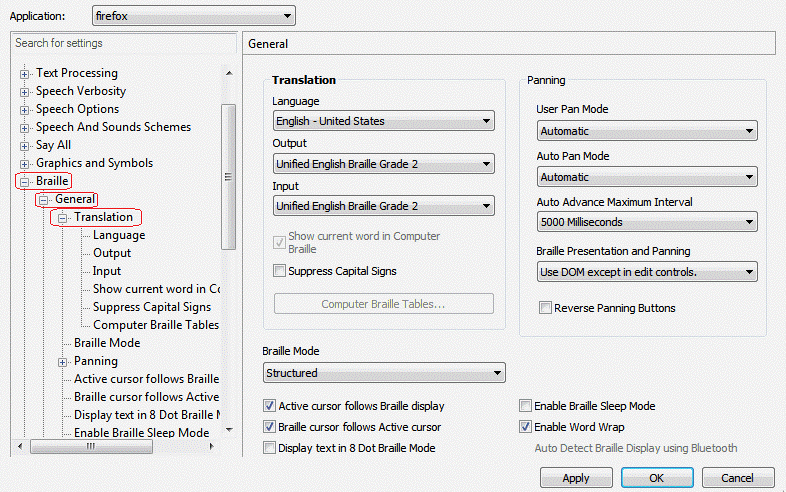 Application:
firefox
Search for settings
Text Processing
Speech Verbosity
Speech Options
Speech And Sounds Schemes
Say All
Graphics and Symbols
Braille
General
Translation
Language
Output
Input
Show current word in Co
Suppress Capital Signs
Computer Braille Tables
Braille Mode
Panning
Active cursor follows Braille
Braille cursor follows Active
Display text in 8 Dot Braille M
Enable Braille Sleep Mode
General
Translation
Language
English - United States
Output
Unified English Braille Grade 2
Input
Unified English Braille Grade 2
Show current word in Computer
Braille
Suppress Capital Signs
Computer Braille Tables...
Panning
User Pan Mode
Automatic
Auto Pan Mode
Automatic
Auto Advance Maximum Interval
5000 Milliseconds
Braille Presentation and Panning
Use DOM except in edit controls.
Reverse Panning Buttons
Braille Mode
Structured
Active cursor follows Braille display
Braille cursor follows Active cursor
Display text in 8 Dot Braille Mode
Enable Braille Sleep Mode
Enable Word Wrap
Auto Detect Braille Display using Bluetooth
Apply
OK
Cancel